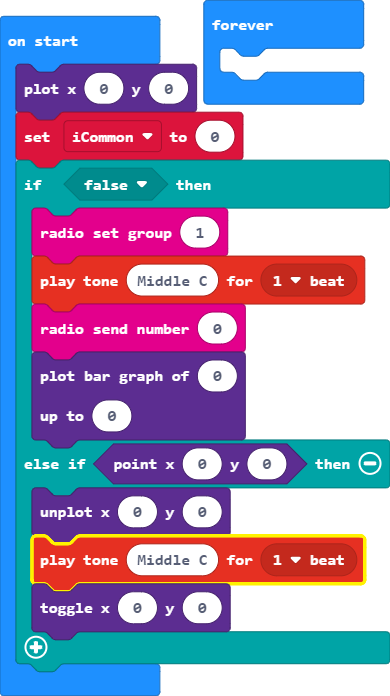 forever
on start
plot x 0 y 0
set iCommon to 0
if false then
radio set group 1
play tone Middle C for 1 beat
radio send number 0
plot bar graph of 0
up to 0
else if point x 0 y 0 then
unplot x 0 y 0
play tone Middle C for 1 beat
toggle x 0 y 0